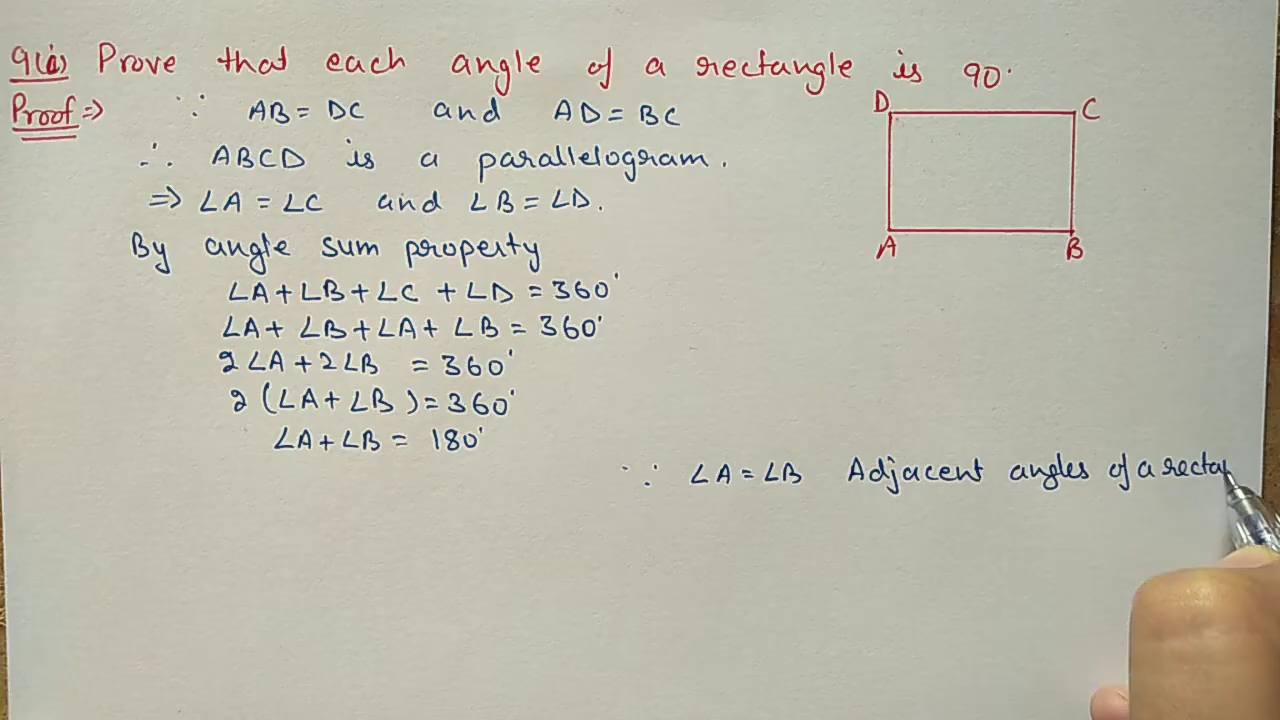 9(i) Prove that each angle of a rectangle is 90°
Proof ⇒ ∵ AB = DC and AD = BC
∴ ABCD is a parallelogram.
⇒ ∠A = ∠C and ∠B = ∠D.
By angle sum property
∠A + ∠B + ∠C + ∠D = 360°
∠A + ∠B + ∠A + ∠B = 360°
2∠A + 2∠B = 360°
2(∠A + ∠B) = 360°
∠A + ∠B = 180°
∵ ∠A = ∠B Adjacent angles of a recta
D C
A B